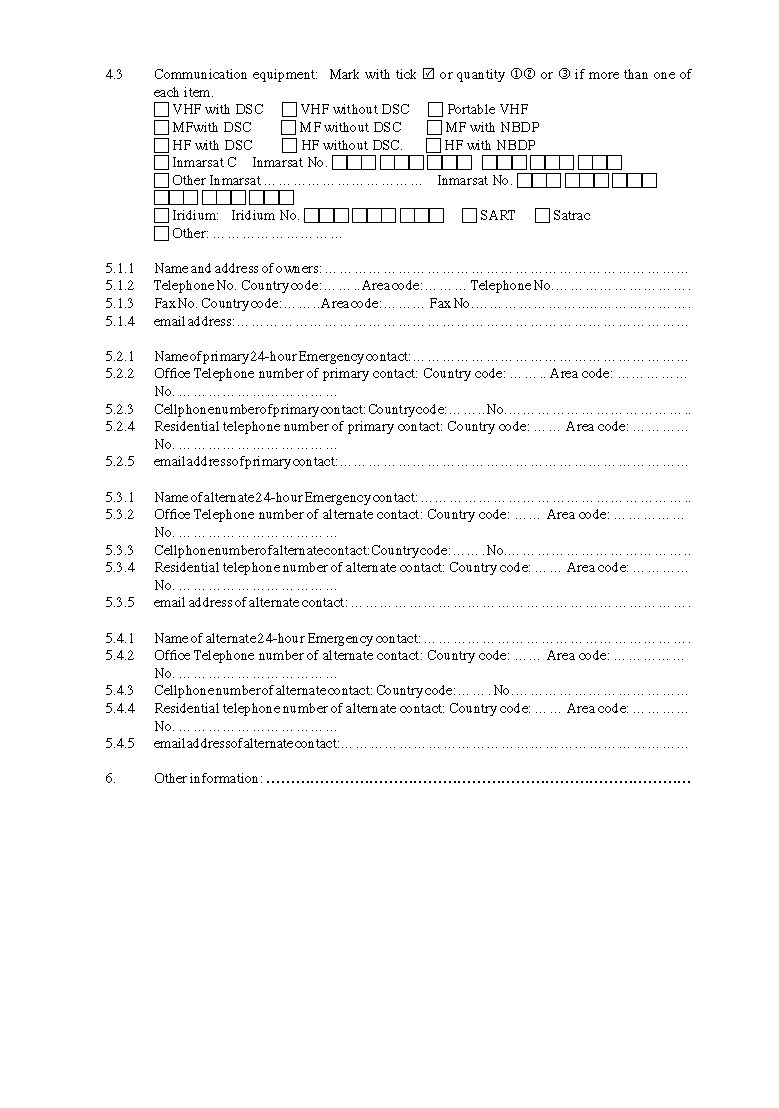 4.3 Communication equipment: Mark with tick ☑ or quantity ①② or ③ if more than one of
each item.
☐ VHF with DSC ☐ VHF without DSC ☐ Portable VHF
☐ MFwith DSC ☐ MF without DSC ☐ MF with NBDP
☐ HF with DSC ☐ HF without DSC. ☐ HF with NBDP
☐ Inmarsat C Inmarsat No. ☐☐☐ ☐☐☐ ☐☐☐ ☐☐☐ ☐☐☐ ☐☐☐
☐ Other Inmarsat …………………………… Inmarsat No. ☐☐☐ ☐☐☐ ☐☐☐
☐☐☐ ☐☐☐ ☐☐☐
☐ Iridium: Iridium No. ☐☐☐ ☐☐☐ ☐☐☐ ☐ SART ☐ Satrac
☐ Other: ………………………
5.1.1 Name and address of owners: ……………………………………………………………………
5.1.2 Telephone No. Country code: …….. Area code: ……… Telephone No. ………………………….
5.1.3 Fax No. Country code: …….. Area code: ……… Fax No. ………………………………………
5.1.4 email address: ……………………………………………………………………………………
5.2.1 Name of primary 24-hour Emergency contact: …………………………………………………
5.2.2 Office Telephone number of primary contact: Country code: …….. Area code: ……………
No. ……………………………
5.2.3 Cell phone number of primary contact: Country code: …….. No. …………………………………..
5.2.4 Residential telephone number of primary contact: Country code: …… Area code: …………
No. ……………………………
5.2.5 email address of primary contact: ………………………………………………………………
5.3.1 Name of alternate 24-hour Emergency contact: ………………………………………………..
5.3.2 Office Telephone number of alternate contact: Country code: …… Area code: ……………
No. ……………………………
5.3.3 Cell phone number of alternate contact: Country code: ……. No. …………………………………..
5.3.4 Residential telephone number of alternate contact: Country code: …… Area code: …………
No. ……………………………
5.3.5 email address of alternate contact: …………………………………………………………….
5.4.1 Name of alternate 24-hour Emergency contact: ……………………………………………….
5.4.2 Office Telephone number of alternate contact: Country code: …… Area code: ……………
No. ……………………………
5.4.3 Cell phone number of alternate contact: Country code: ……. No. …………………………………
5.4.4 Residential telephone number of alternate contact: Country code: …… Area code: …………
No. ……………………………
5.4.5 email address of alternate contact: ………………………………………………………………
6. Other information: ………………………………………………………………………………